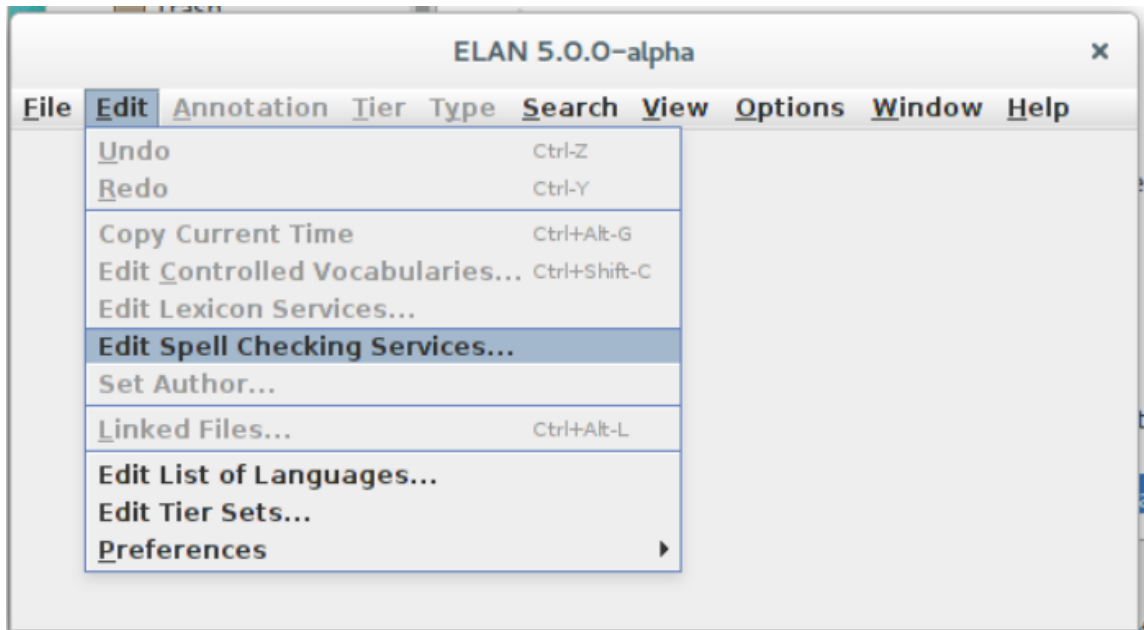 Trash
ELAN 5.0.0-alpha ×
File Edit Annotation Tier Type Search View Options Window Help
Undo Ctrl-Z
Redo Ctrl-Y
Copy Current Time Ctrl+Alt-G
Edit Controlled Vocabularies... Ctrl+Shift-C
Edit Lexicon Services...
Edit Spell Checking Services...
Set Author...
Linked Files... Ctrl+Alt-L
Edit List of Languages...
Edit Tier Sets...
Preferences